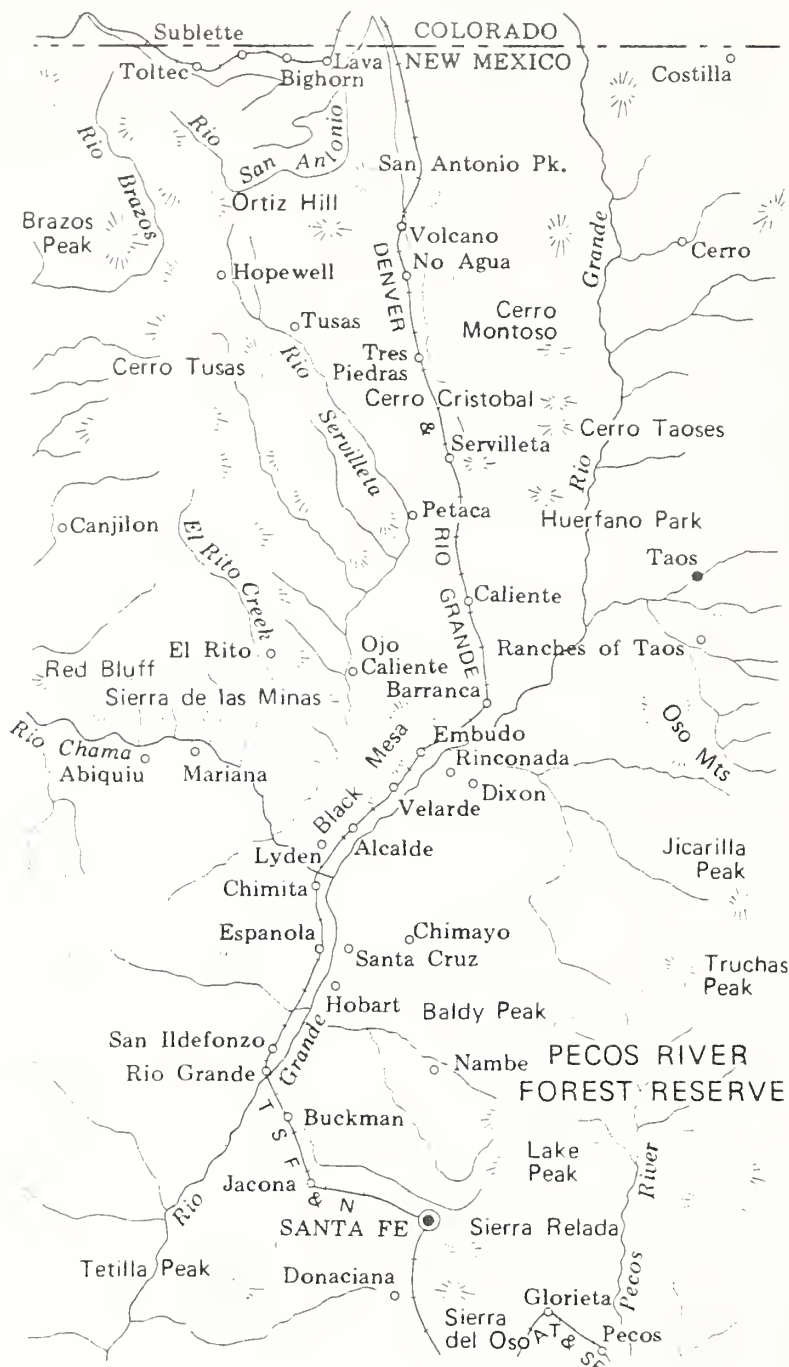 COLORADO
Sublette
NEW MEXICO
Toltec
Bighorn
Lava
Costilla
Rio Brazos
Rio San Antonio
San Antonio Pk.
Ortiz Hill
Brazos
Peak
Volcano
No Agua
Rio Grande
Cerro
Hopewell
DENVER & RIO GRANDE
Cerro
Montoso
Tusas
Cerro Tusas
Rio Servilleta
Tres
Piedras
Cerro Cristobal
Cerro Taoses
Servilleta
Canjilon
El Rito Creek
Petaca
Huerfano Park
Taos
Caliente
El Rito
Ojo
Caliente
Ranches of Taos
Red Bluff
Sierra de las Minas
Barranca
Oso Mts
Rio Chama
Abiquiu
Mariana
Black Mesa
Embudo
Rinconada
Dixon
Velarde
Lyden
Alcalde
Jicarilla
Peak
Chimita
Espanola
Chimayo
Santa Cruz
Truchas
Peak
Hobart
Baldy Peak
San Ildefonzo
Rio Grande
Rio Grande
Nambe
PECOS RIVER
FOREST RESERVE
T S F & N
Buckman
Lake
Peak
Jacona
SANTA FE
Sierra Relada
Pecos River
Tetilla Peak
Donaciana
Glorieta
Sierra
del Oso
AT & SF
Pecos